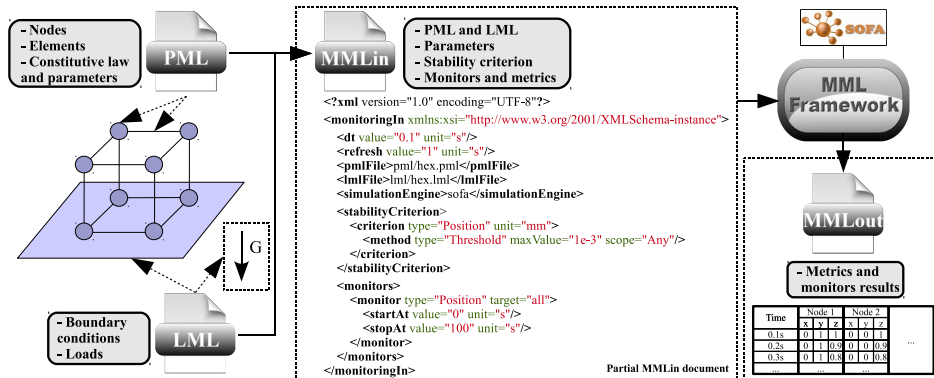 - Nodes
- Elements
- Constitutive law
and parameters
PML
G
- Boundary
conditions
- Loads
LML
MMLin
- PML and LML
- Parameters
- Stability criterion
- Monitors and metrics
<?xml version="1.0" encoding="UTF-8"?>
<monitoringIn xmlns:xsi="http://www.w3.org/2001/XMLSchema-instance">
<dt value="0.1" unit="s"/>
<refresh value="1" unit="s"/>
<pmlFile>pml/hex.pml</pmlFile>
<lmlFile>lml/hex.lml</lmlFile>
<simulationEngine>sofa</simulationEngine>
<stabilityCriterion>
<criterion type="Position" unit="mm">
<method type="Threshold" maxValue="1e-3" scope="Any"/>
</criterion>
</stabilityCriterion>
<monitors>
<monitor type="Position" target="all">
<startAt value="0" unit="s"/>
<stopAt value="100" unit="s"/>
</monitor>
</monitors>
</monitoringIn>
Partial MMLin document
SOFA
MML
Framework
MMLout
- Metrics and
monitors results
Time Node 1 Node 2 ...
x y z x y z
0.1s 0 1 1 0 0 1
0.2s 0 1 0.9 0 0 0.9
0.3s 0 1 0.8 0 0 0.8
... ... ...